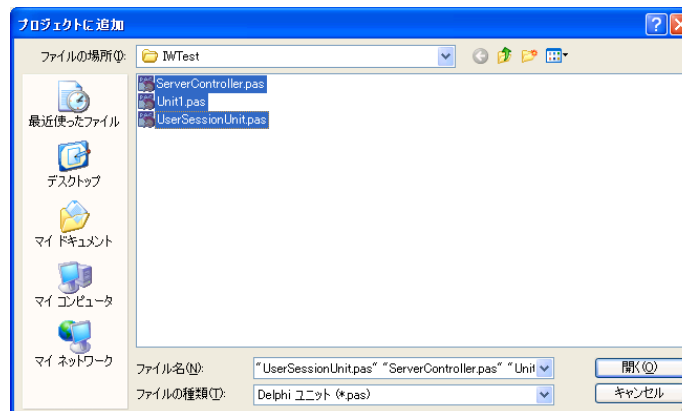 プロジェクトに追加
ファイルの場所(I):
IWTest
ServerController.pas
Unit1.pas
UserSessionUnit.pas
最近使ったファイル
デスクトップ
マイ ドキュメント
マイ コンピュータ
マイ ネットワーク
ファイル名(N):
"UserSessionUnit.pas" "ServerController.pas" "Unit
開く(O)
ファイルの種類(T):
Delphi ユニット (*.pas)
キャンセル